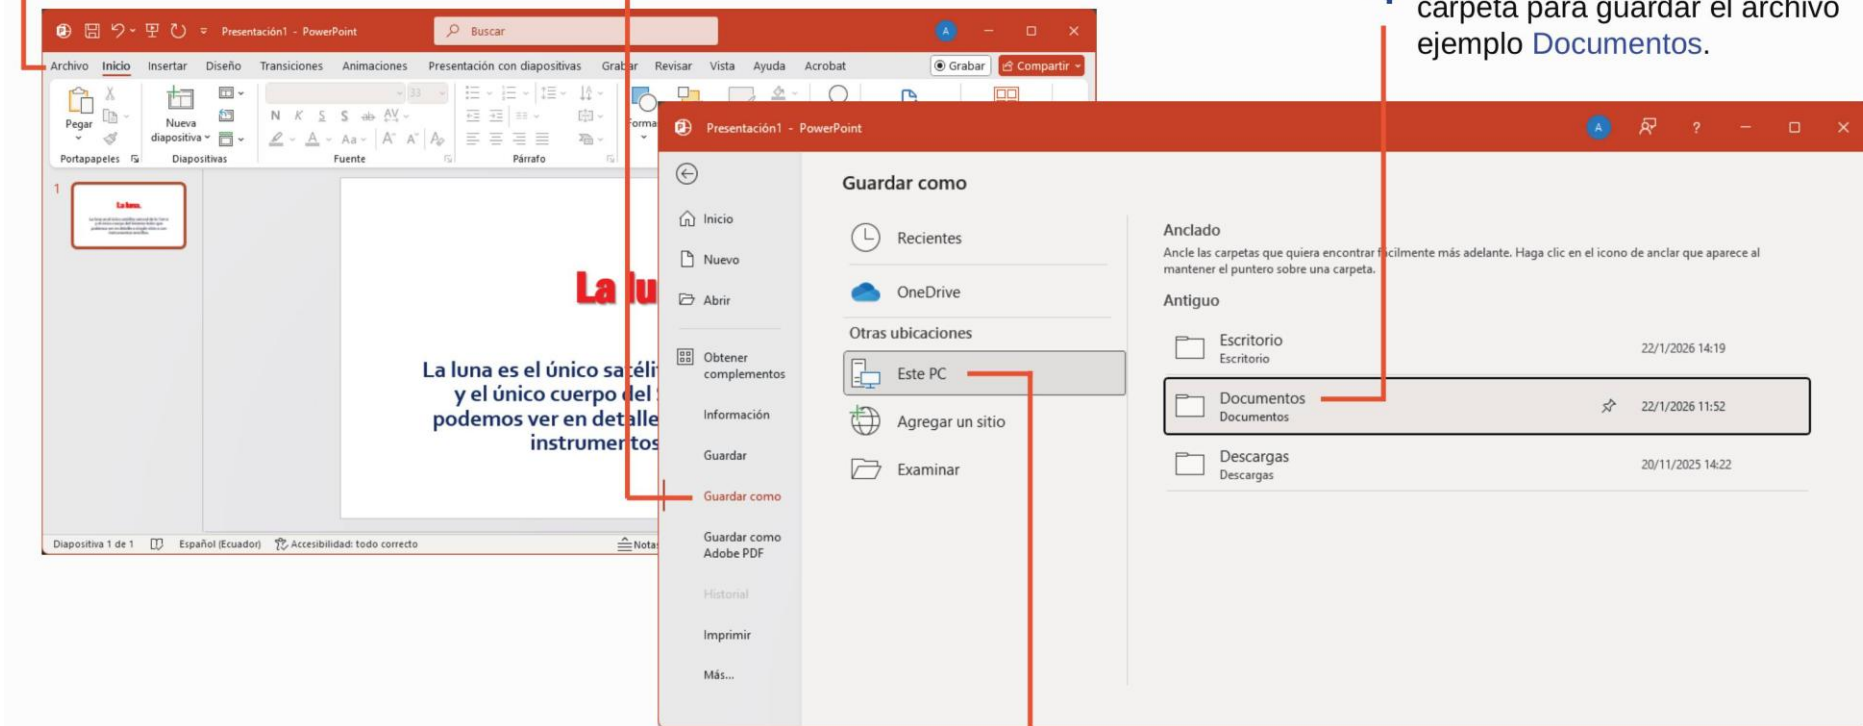 carpeta para guardar el archivo
ejemplo Documentos.
Presentación1 - PowerPoint
Buscar
A
Archivo Inicio Insertar Diseño Transiciones Animaciones Presentación con diapositivas Grabar Revisar Vista Ayuda Acrobat
Grabar
Compartir
Pegar
Nueva
diapositiva
33
N K S S ab AV
Aa A A
Portapapeles
Diapositivas
Fuente
Párrafo
1
La luna.
La lu
La luna es el único satéli
y el único cuerpo del
podemos ver en detalle
instrumentos
Diapositiva 1 de 1
Español (Ecuador)
Accesibilidad: todo correcto
Notas
Presentación1 - PowerPoint
A
?
Inicio
Nuevo
Abrir
Obtener
complementos
Información
Guardar
Guardar como
Guardar como
Adobe PDF
Historial
Imprimir
Más...
Guardar como
Recientes
OneDrive
Otras ubicaciones
Este PC
Agregar un sitio
Examinar
Anclado
Ancle las carpetas que quiera encontrar fácilmente más adelante. Haga clic en el icono de anclar que aparece al
mantener el puntero sobre una carpeta.
Antiguo
Escritorio
Escritorio
22/1/2026 14:19
Documentos
Documentos
22/1/2026 11:52
Descargas
Descargas
20/11/2025 14:22